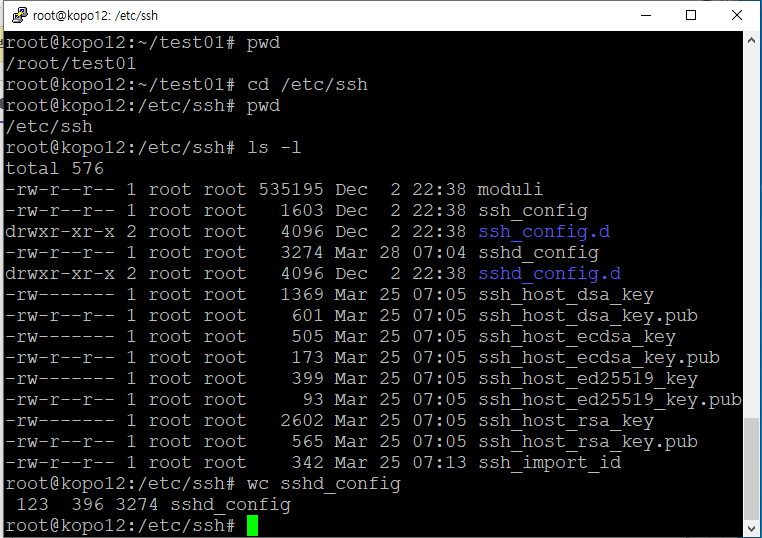 root@kopo12: /etc/ssh
root@kopo12:~/test01# pwd
/root/test01
root@kopo12:~/test01# cd /etc/ssh
root@kopo12:/etc/ssh# pwd
/etc/ssh
root@kopo12:/etc/ssh# ls -l
total 576
-rw-r--r-- 1 root root 535195 Dec  2 22:38 moduli
-rw-r--r-- 1 root root   1603 Dec  2 22:38 ssh_config
drwxr-xr-x 2 root root   4096 Dec  2 22:38 ssh_config.d
-rw-r--r-- 1 root root   3274 Mar 28 07:04 sshd_config
drwxr-xr-x 2 root root   4096 Dec  2 22:38 sshd_config.d
-rw------- 1 root root   1369 Mar 25 07:05 ssh_host_dsa_key
-rw-r--r-- 1 root root    601 Mar 25 07:05 ssh_host_dsa_key.pub
-rw------- 1 root root    505 Mar 25 07:05 ssh_host_ecdsa_key
-rw-r--r-- 1 root root    173 Mar 25 07:05 ssh_host_ecdsa_key.pub
-rw------- 1 root root    399 Mar 25 07:05 ssh_host_ed25519_key
-rw-r--r-- 1 root root     93 Mar 25 07:05 ssh_host_ed25519_key.pub
-rw------- 1 root root   2602 Mar 25 07:05 ssh_host_rsa_key
-rw-r--r-- 1 root root    565 Mar 25 07:05 ssh_host_rsa_key.pub
-rw-r--r-- 1 root root    342 Mar 25 07:13 ssh_import_id
root@kopo12:/etc/ssh# wc sshd_config
 123  396 3274 sshd_config
root@kopo12:/etc/ssh#